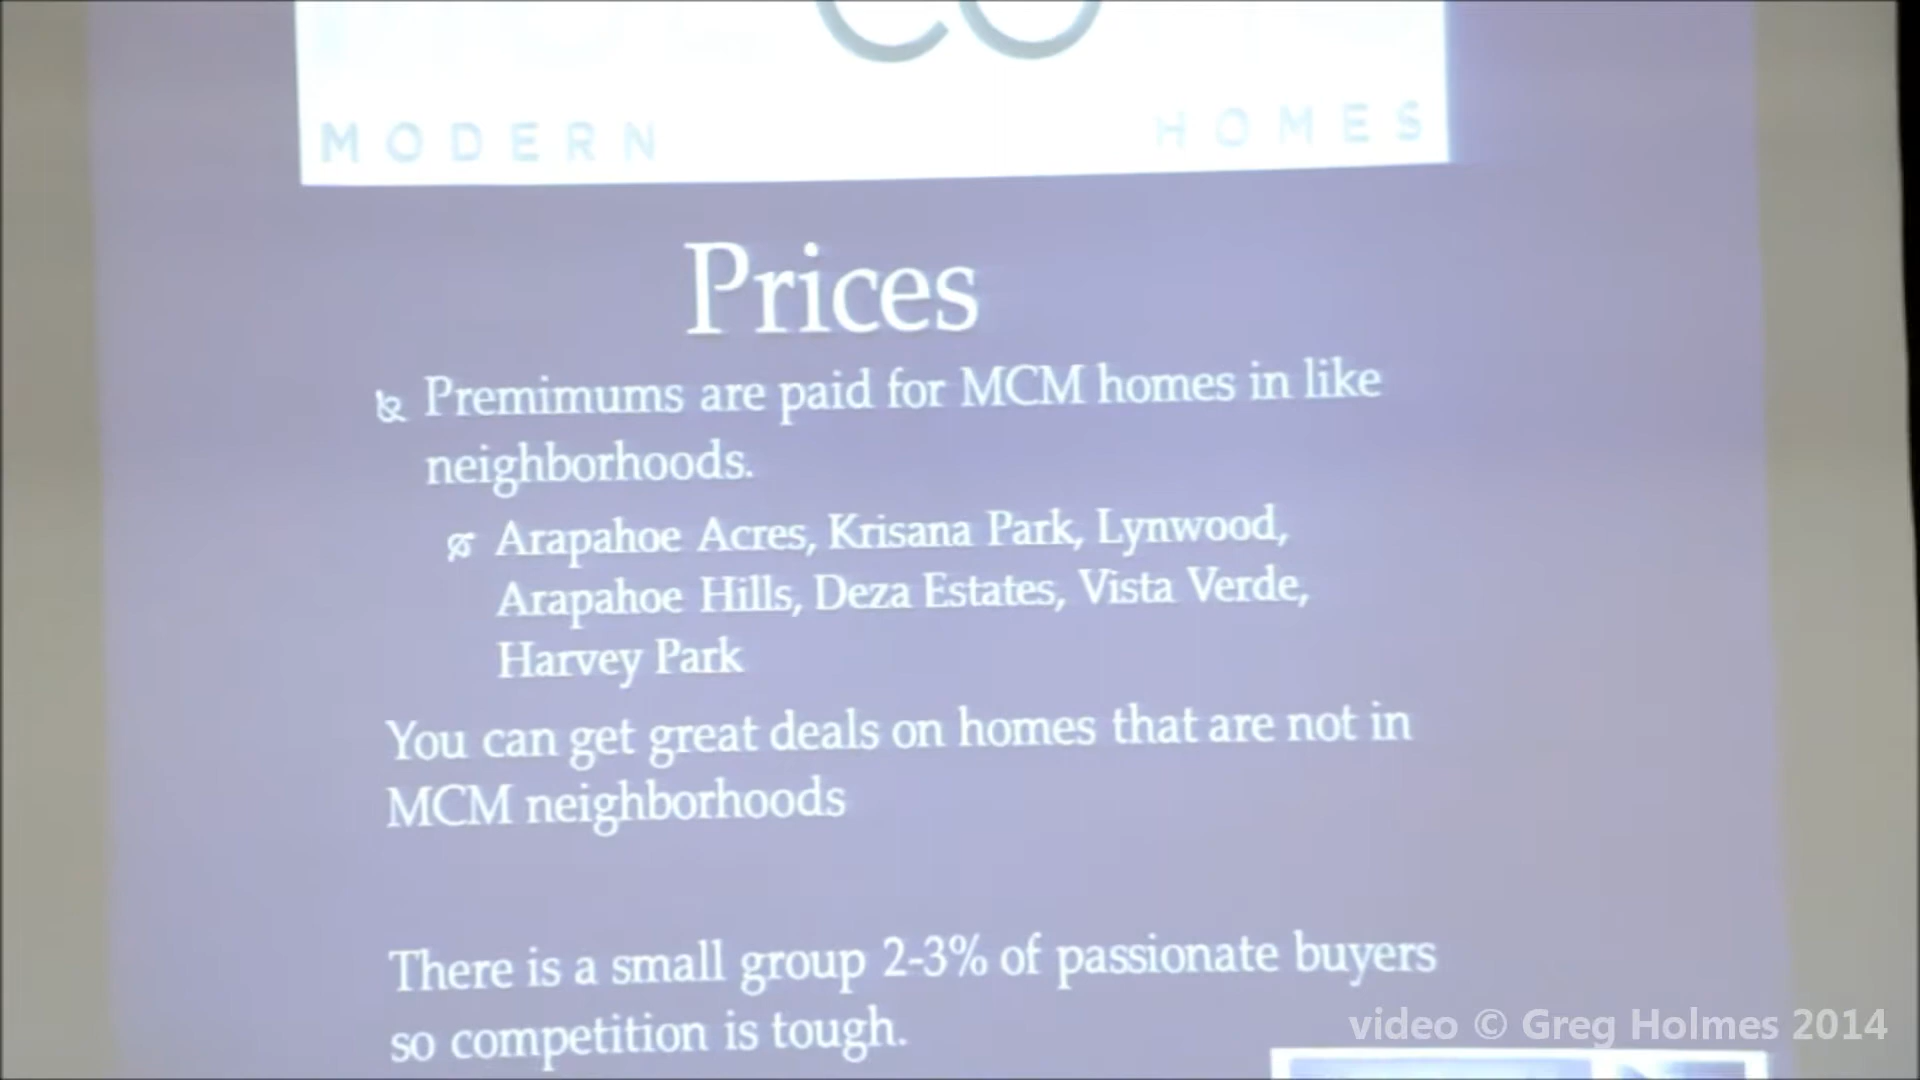 CO
MODERN HOMES
Prices
Premimums are paid for MCM homes in like
neighborhoods.
Arapahoe Acres, Krisana Park, Lynwood,
Arapahoe Hills, Deza Estates, Vista Verde,
Harvey Park
You can get great deals on homes that are not in
MCM neighborhoods
There is a small group 2-3% of passionate buyers
so competition is tough.
video © Greg Holmes 2014